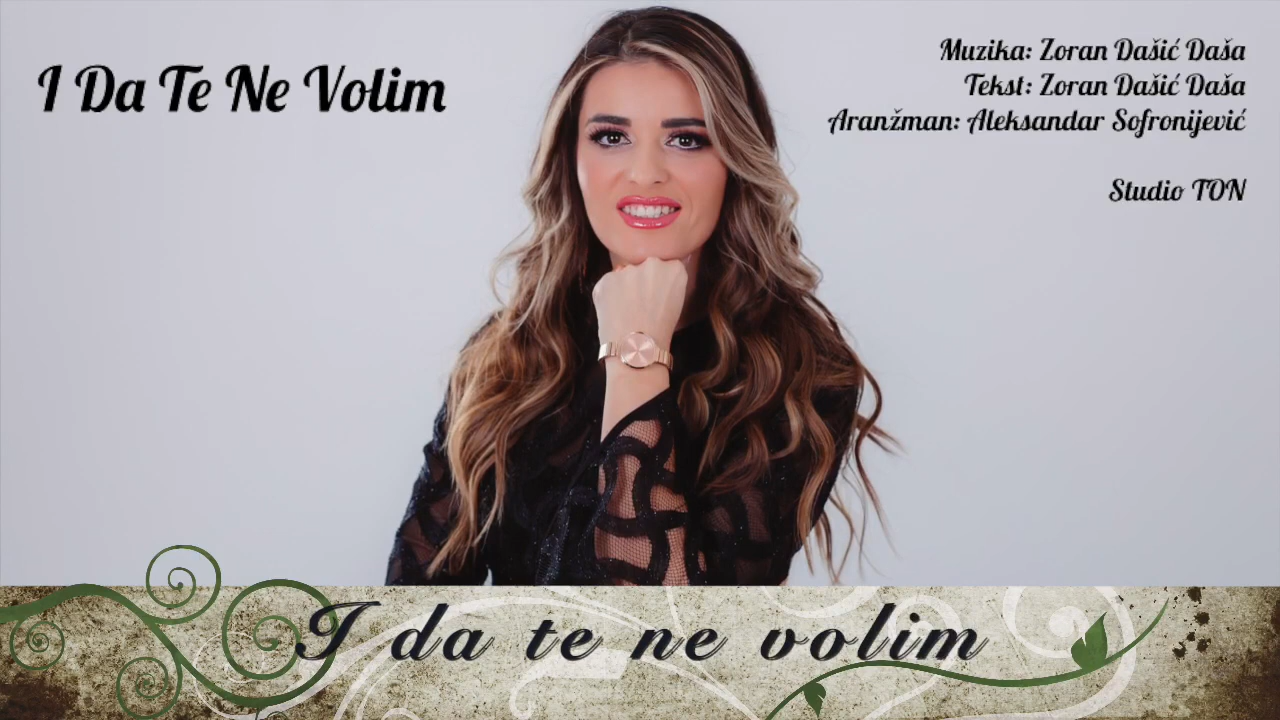 I Da Te Ne Volim
Muzika: Zoran Dašić Daša
Tekst: Zoran Dašić Daša
Aranžman: Aleksandar Sofronijević
Studio TON
I da te ne volim